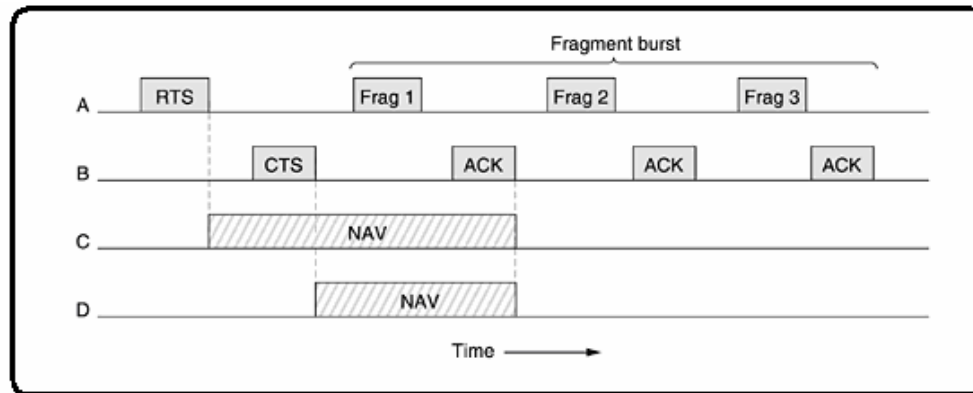 Fragment burst
A RTS Frag 1 Frag 2 Frag 3
B CTS ACK ACK ACK
C NAV
D NAV
Time